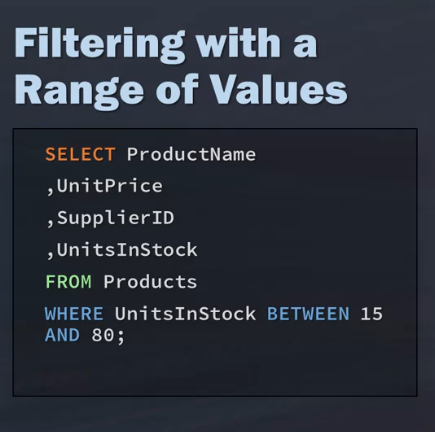 Filtering with a
Range of Values
SELECT ProductName
,UnitPrice
,SupplierID
,UnitsInStock
FROM Products
WHERE UnitsInStock BETWEEN 15
AND 80;